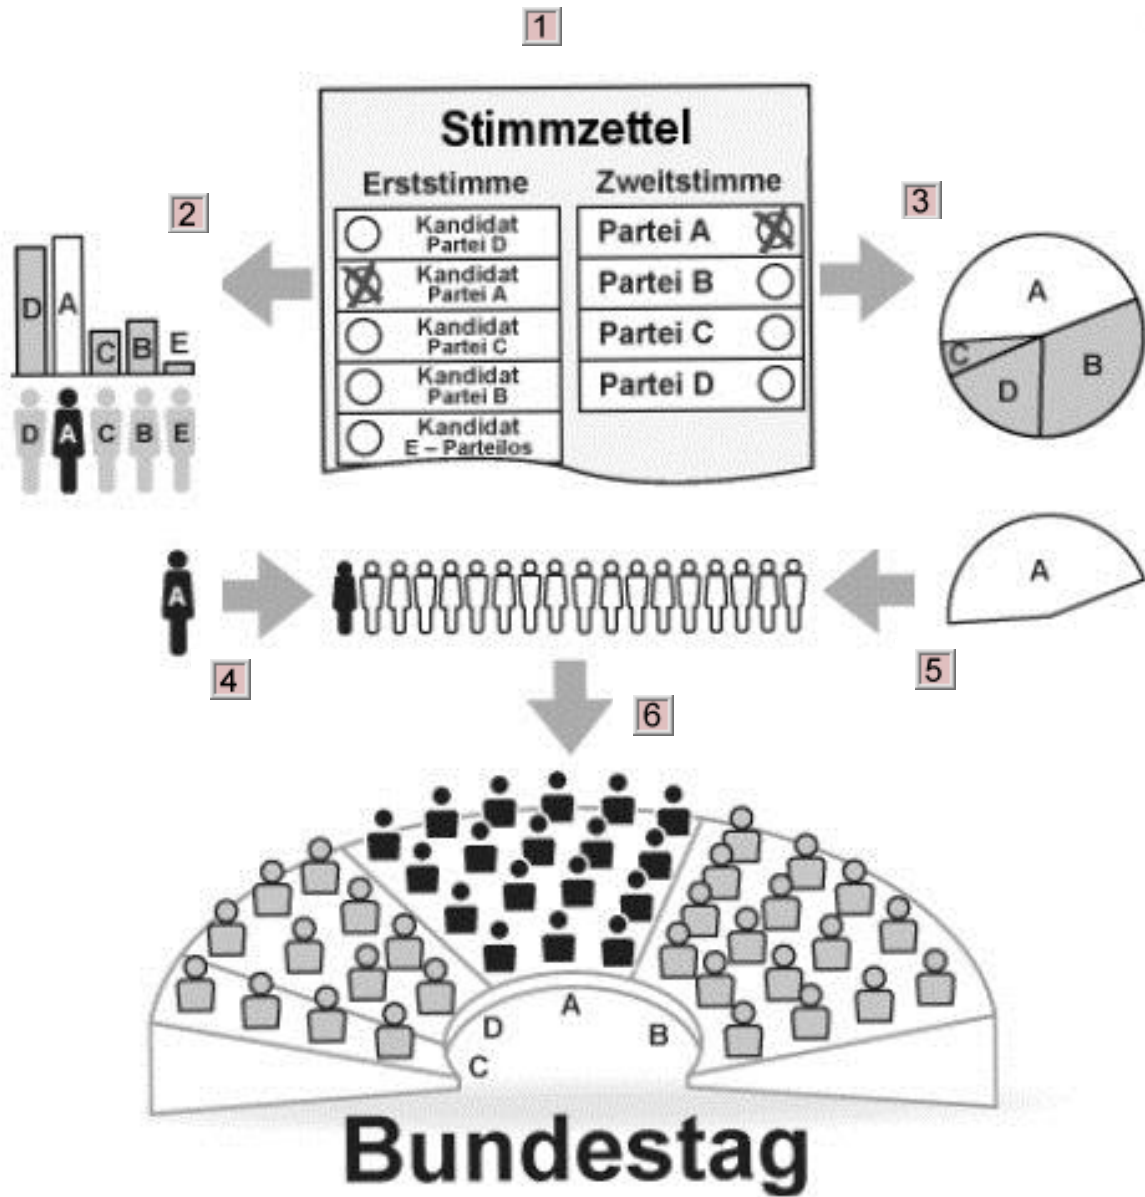 1
Stimmzettel
Erststimme
Zweitstimme
2
3
Kandidat
Partei D
Kandidat
Partei A
Kandidat
Partei C
Kandidat
Partei B
Kandidat
E – Parteilos
Partei A
Partei B
Partei C
Partei D
D A C B E
D A C B E
A
B
C
D
A
A
4
5
6
A
D
B
C
Bundestag